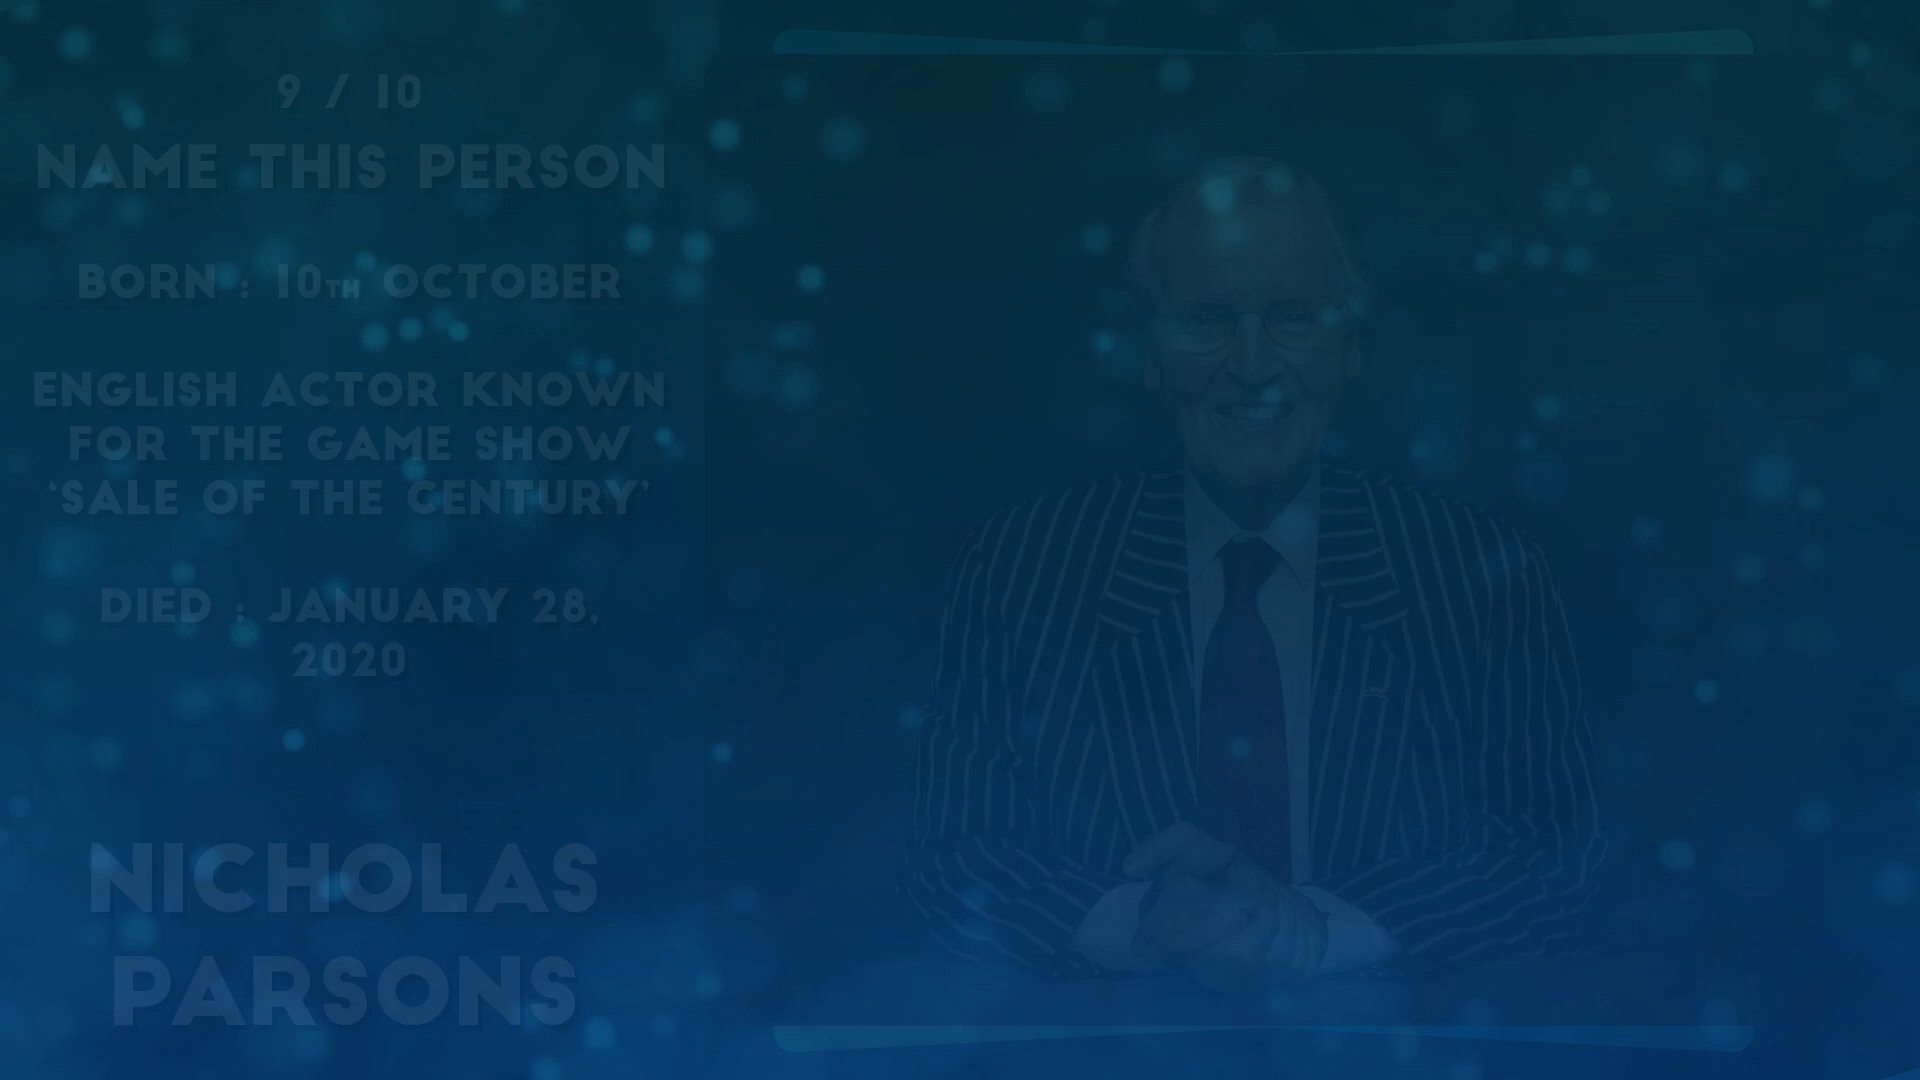 9 / 10
NAME THIS PERSON
BORN : 10TH OCTOBER
ENGLISH ACTOR KNOWN
FOR THE GAME SHOW
‘SALE OF THE CENTURY’
DIED : JANUARY 28,
2020
NICHOLAS
PARSONS